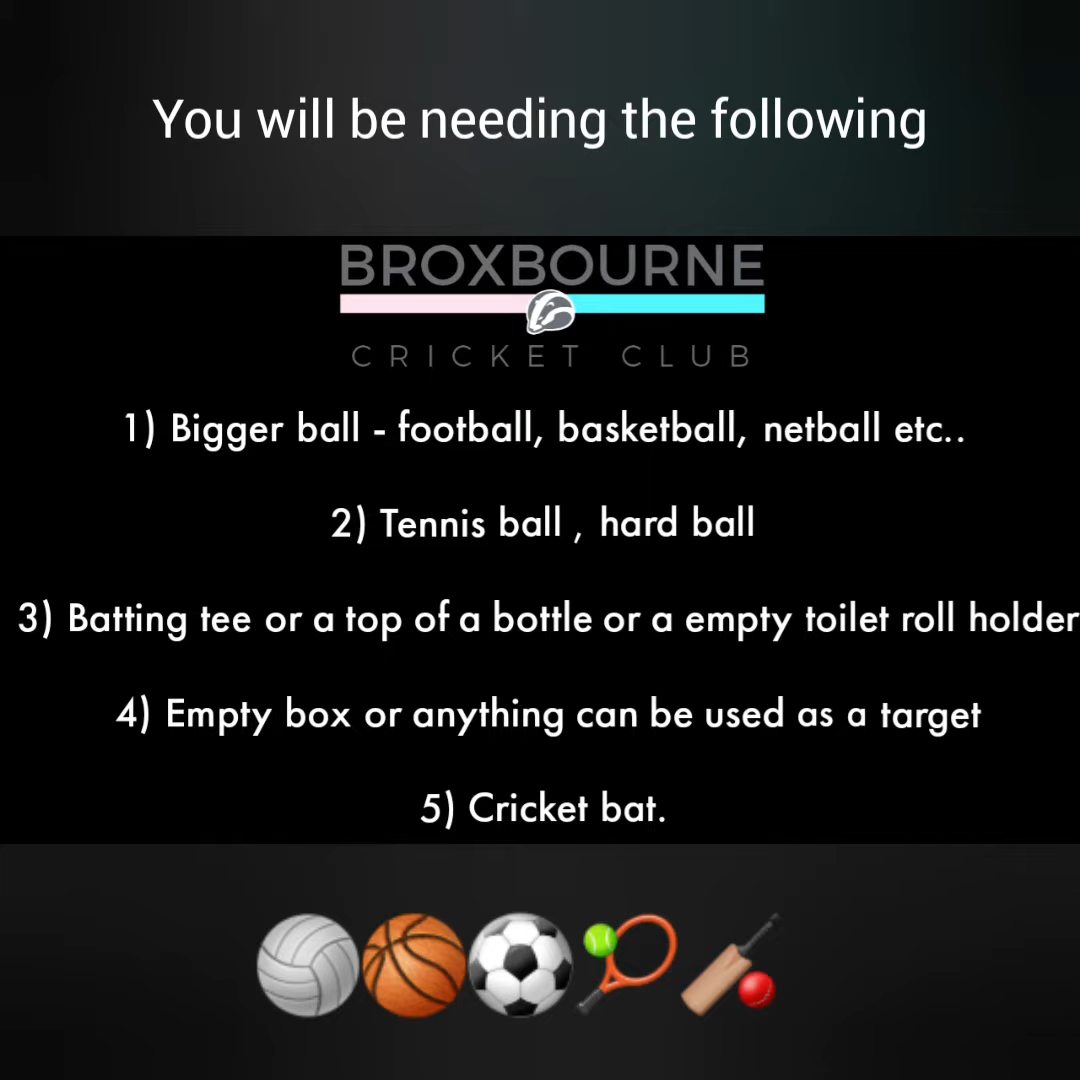 You will be needing the following
BROXBOURNE
CRICKET CLUB
1) Bigger ball - football, basketball, netball etc..
2) Tennis ball , hard ball
3) Batting tee or a top of a bottle or a empty toilet roll holder
4) Empty box or anything can be used as a target
5) Cricket bat.